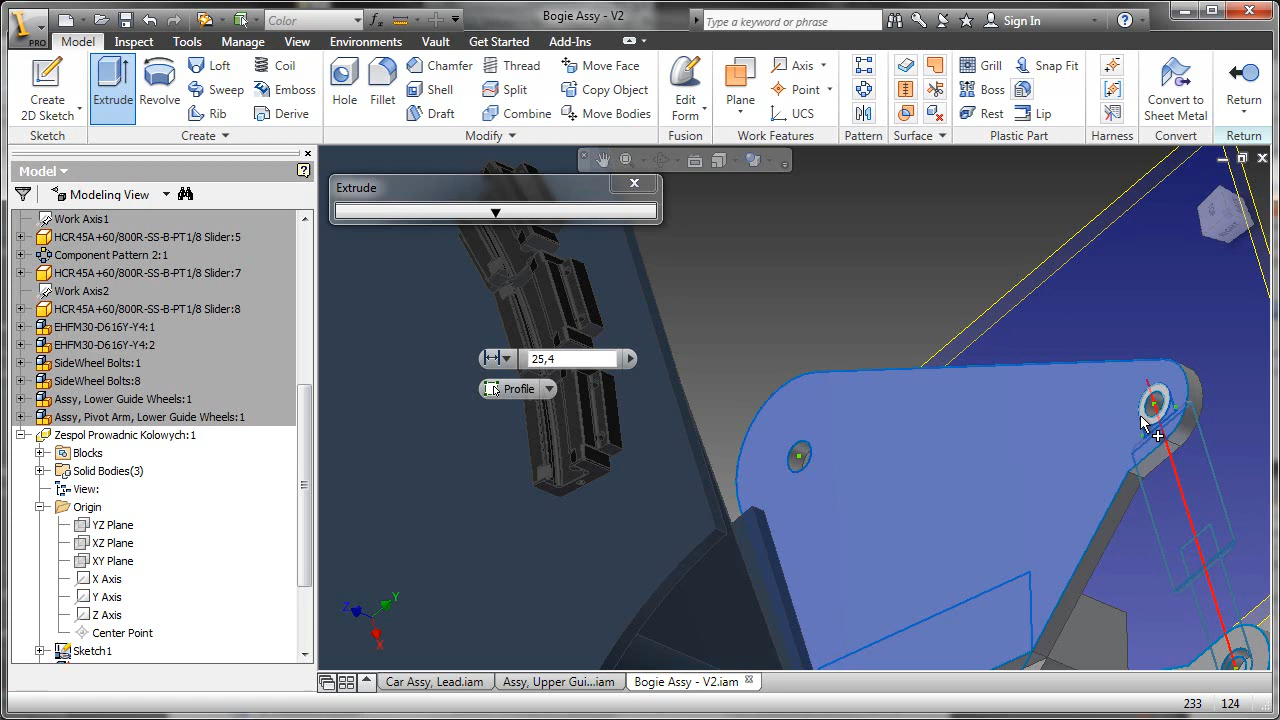 Color
Bogie Assy - V2
Type a keyword or phrase
Sign In
PRO
Model Inspect Tools Manage View Environments Vault Get Started Add-Ins
Create 2D Sketch
Extrude
Revolve
Loft
Sweep
Rib
Coil
Emboss
Derive
Hole
Fillet
Chamfer
Shell
Draft
Thread
Split
Combine
Move Face
Copy Object
Move Bodies
Edit Form
Plane
Axis
Point
UCS
Grill
Boss
Rest
Snap Fit
Lip
Convert to Sheet Metal
Return
Sketch Create Modify Fusion Work Features Pattern Surface Plastic Part Harness Convert Return
Model
Modeling View
Work Axis1
HCR45A+60/800R-SS-B-PT1/8 Slider:5
Component Pattern 2:1
HCR45A+60/800R-SS-B-PT1/8 Slider:7
Work Axis2
HCR45A+60/800R-SS-B-PT1/8 Slider:8
EHFM30-D616Y-Y4:1
EHFM30-D616Y-Y4:2
SideWheel Bolts:1
SideWheel Bolts:8
Assy, Lower Guide Wheels:1
Assy, Pivot Arm, Lower Guide Wheels:1
Zespol Prowadnic Kolowych:1
Blocks
Solid Bodies(3)
View:
Origin
YZ Plane
XZ Plane
XY Plane
X Axis
Y Axis
Z Axis
Center Point
Sketch1
Extrude
25,4
Profile
Z
Y
X
Car Assy, Lead.iam
Assy, Upper Gui...iam
Bogie Assy - V2.iam
233 124